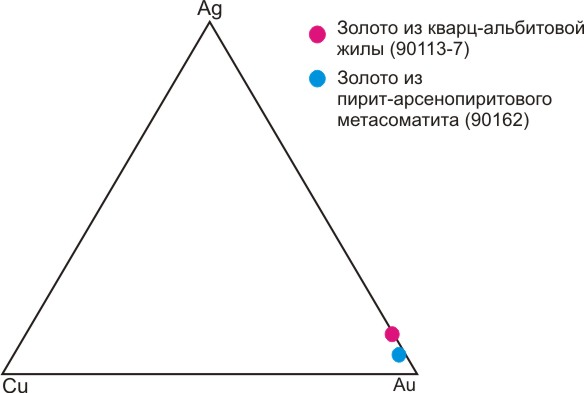 Ag
Золото из кварц-альбитовой
жилы (90113-7)
Золото из
пирит-арсенопиритового
метасоматита (90162)
Cu
Au